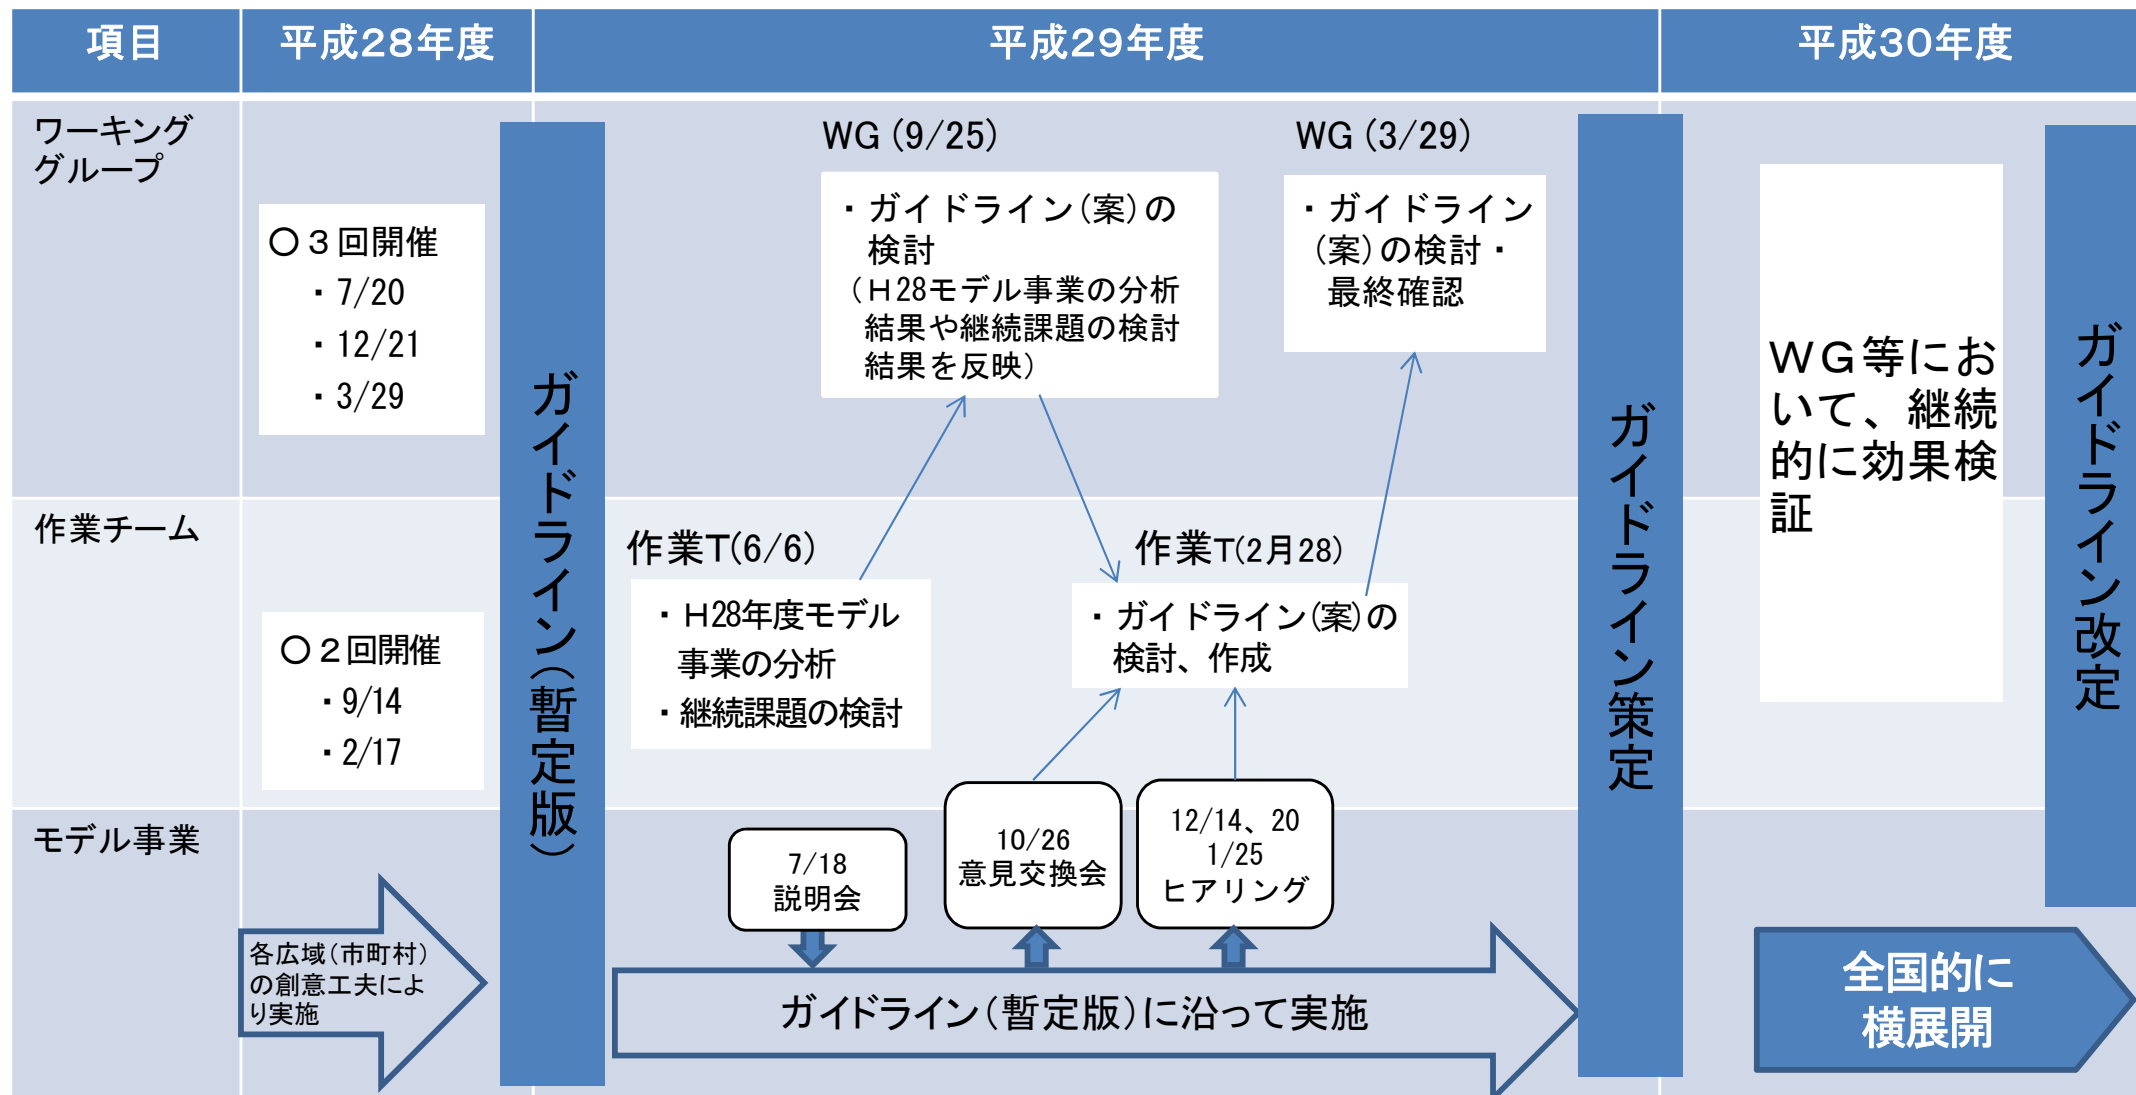 項目
平成28年度
平成29年度
平成30年度
ワーキング
グループ
〇３回開催
・7/20
・12/21
・3/29
ガイドライン（暫定版）
WG(9/25)
・ガイドライン(案)の
検討
（Ｈ28モデル事業の分析
結果や継続課題の検討
結果を反映）
WG(3/29)
・ガイドライン
(案)の検討・
最終確認
ガイドライン策定
ＷＧ等にお
いて、継続
的に効果検
証
ガイドライン改定
作業チーム
〇２回開催
・9/14
・2/17
作業T(6/6)
・Ｈ28年度モデル
事業の分析
・継続課題の検討
作業T(2月28)
・ガイドライン(案)の
検討、作成
モデル事業
各広域（市町村）
の創意工夫によ
り実施
7/18
説明会
10/26
意見交換会
12/14、20
1/25
ヒアリング
ガイドライン（暫定版）に沿って実施
全国的に
横展開